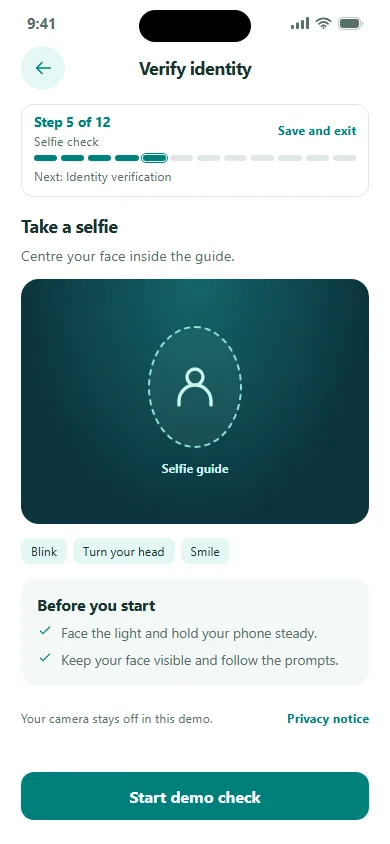 9:41
Verify identity
Step 5 of 12
Save and exit
Selfie check
Next: Identity verification
Take a selfie
Centre your face inside the guide.
Selfie guide
Blink
Turn your head
Smile
Before you start
Face the light and hold your phone steady.
Keep your face visible and follow the prompts.
Your camera stays off in this demo.
Privacy notice
Start demo check